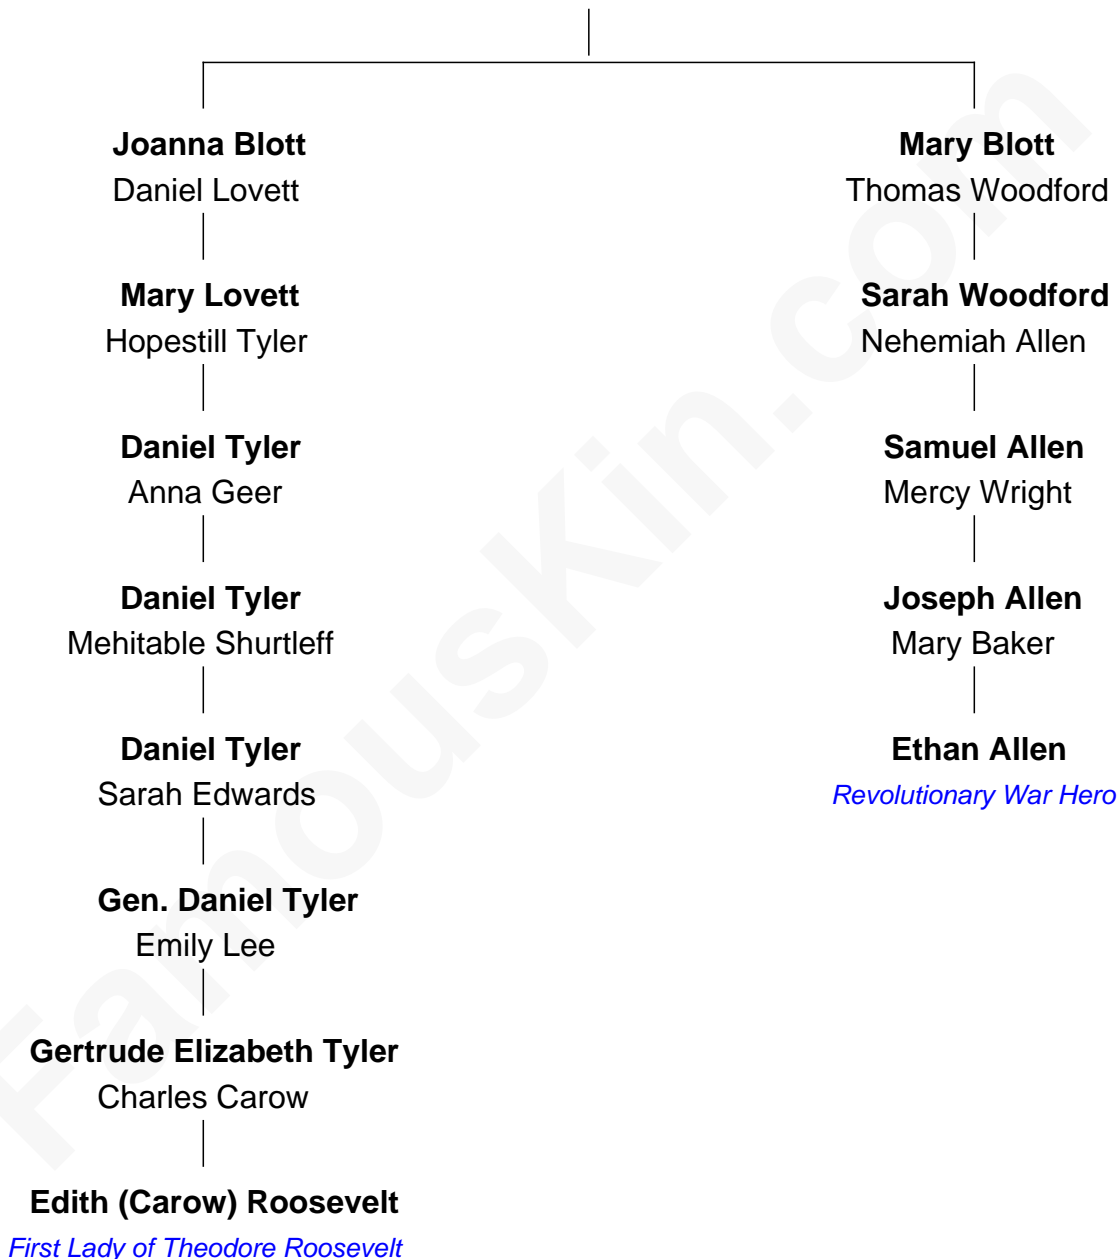 Joanna Blott
Daniel Lovett
Mary Lovett
Hopestill Tyler
Daniel Tyler
Anna Geer
Daniel Tyler
Mehitable Shurtleff
Daniel Tyler
Sarah Edwards
Gen. Daniel Tyler
Emily Lee
Gertrude Elizabeth Tyler
Charles Carow
Edith (Carow) Roosevelt
First Lady of Theodore Roosevelt
Mary Blott
Thomas Woodford
Sarah Woodford
Nehemiah Allen
Samuel Allen
Mercy Wright
Joseph Allen
Mary Baker
Ethan Allen
Revolutionary War Hero
FamousKin.com